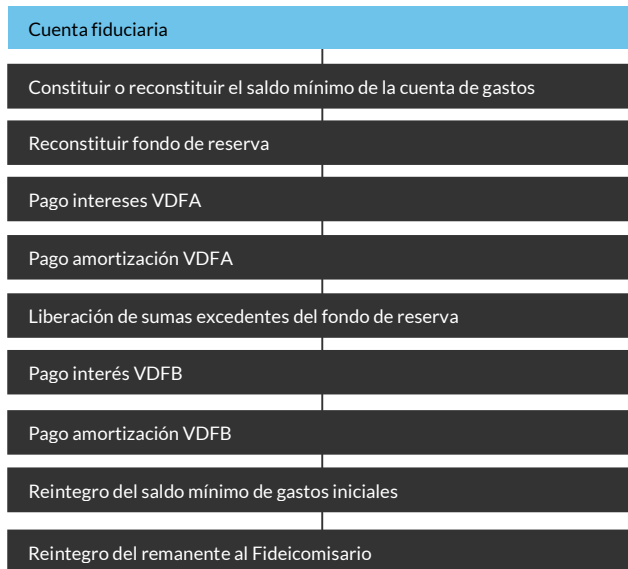 Cuenta fiduciaria
Constituir o reconstituir el saldo mínimo de la cuenta de gastos
Reconstituir fondo de reserva
Pago intereses VDFA
Pago amortización VDFA
Liberación de sumas excedentes del fondo de reserva
Pago interés VDFB
Pago amortización VDFB
Reintegro del saldo mínimo de gastos iniciales
Reintegro del remanente al Fideicomisario